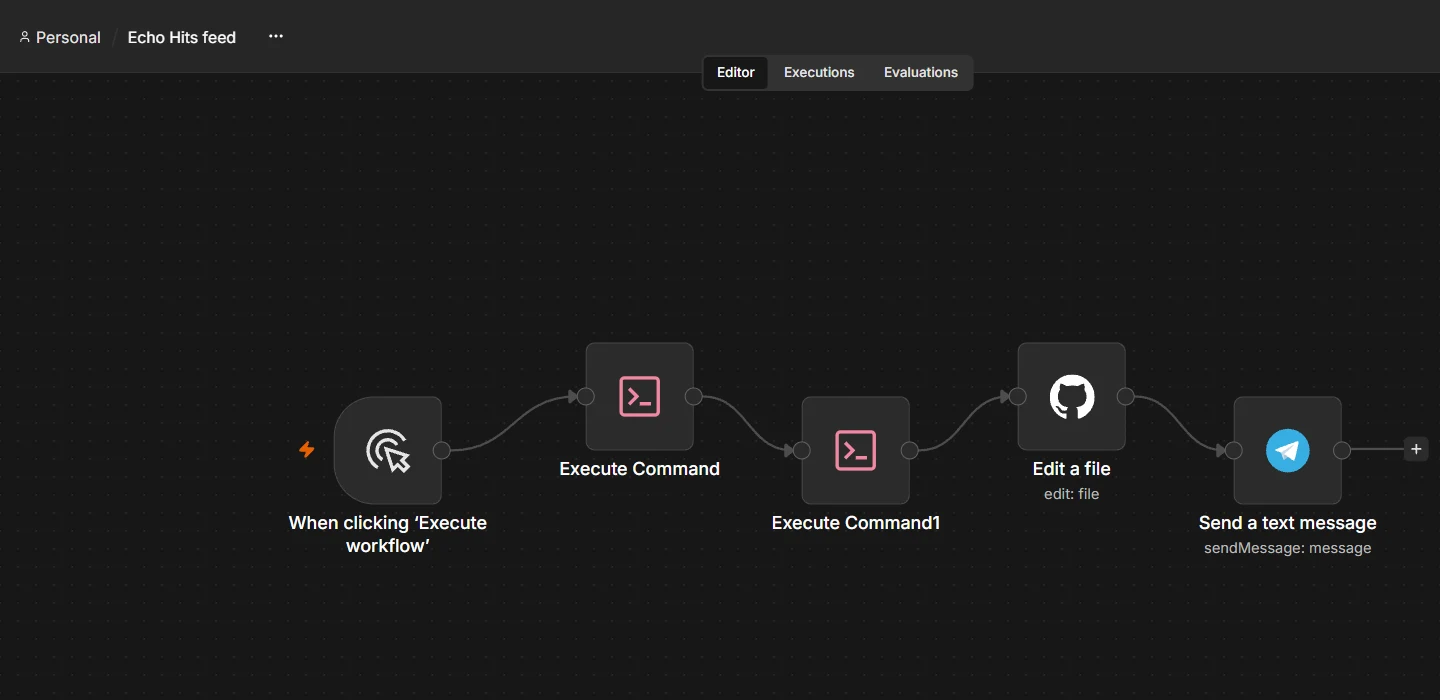 Personal / Echo Hits feed ...
Editor Executions Evaluations
Execute Command
Edit a file
edit: file
When clicking ‘Execute
workflow’
Execute Command1
Send a text message
sendMessage: message